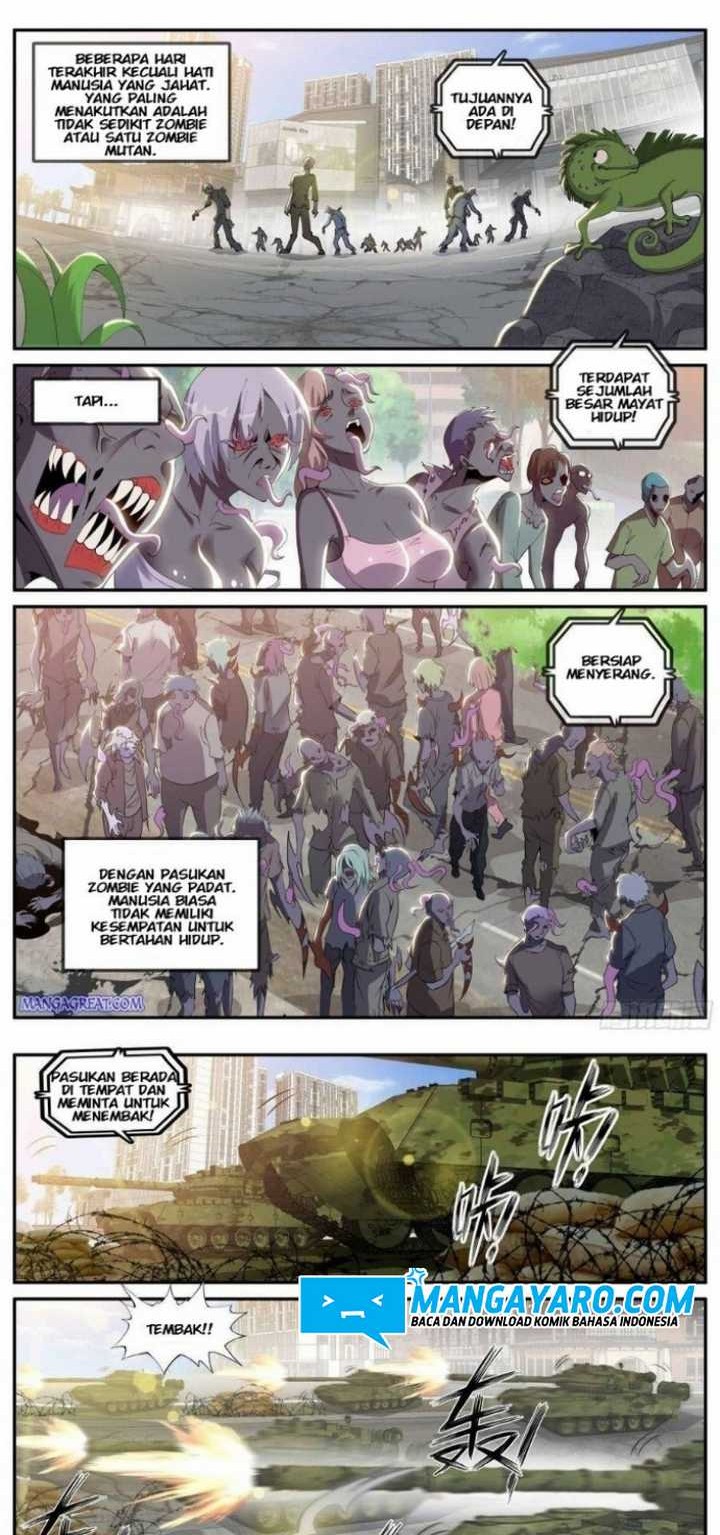 BEBERAPA HARI
TERAKHIR KECUALI HATI
MANUSIA YANG JAHAT.
YANG PALING
MENAKUTKAN ADALAH
TIDAK SEDIKIT ZOMBIE
ATAU SATU ZOMBIE
MUTAN.
TUJUANNYA
ADA DI
DEPAN!
TAPI...
TERDAPAT
SEJUMLAH
BESAR MAYAT
HIDUP!
BERSIAP
MENYERANG.
DENGAN PASUKAN
ZOMBIE YANG PADAT.
MANUSIA BIASA
TIDAK MEMILIKI
KESEMPATAN UNTUK
BERTAHAN HIDUP.
MANGAGREAT.COM
PASUKAN BERADA
DI TEMPAT DAN
MEMINTA UNTUK
MENEMBAK!
咔!
咔!
MANGAYARO.COM
BACA DAN DOWNLOAD KOMIK BAHASA INDONESIA
TEMBAK!!
轰!